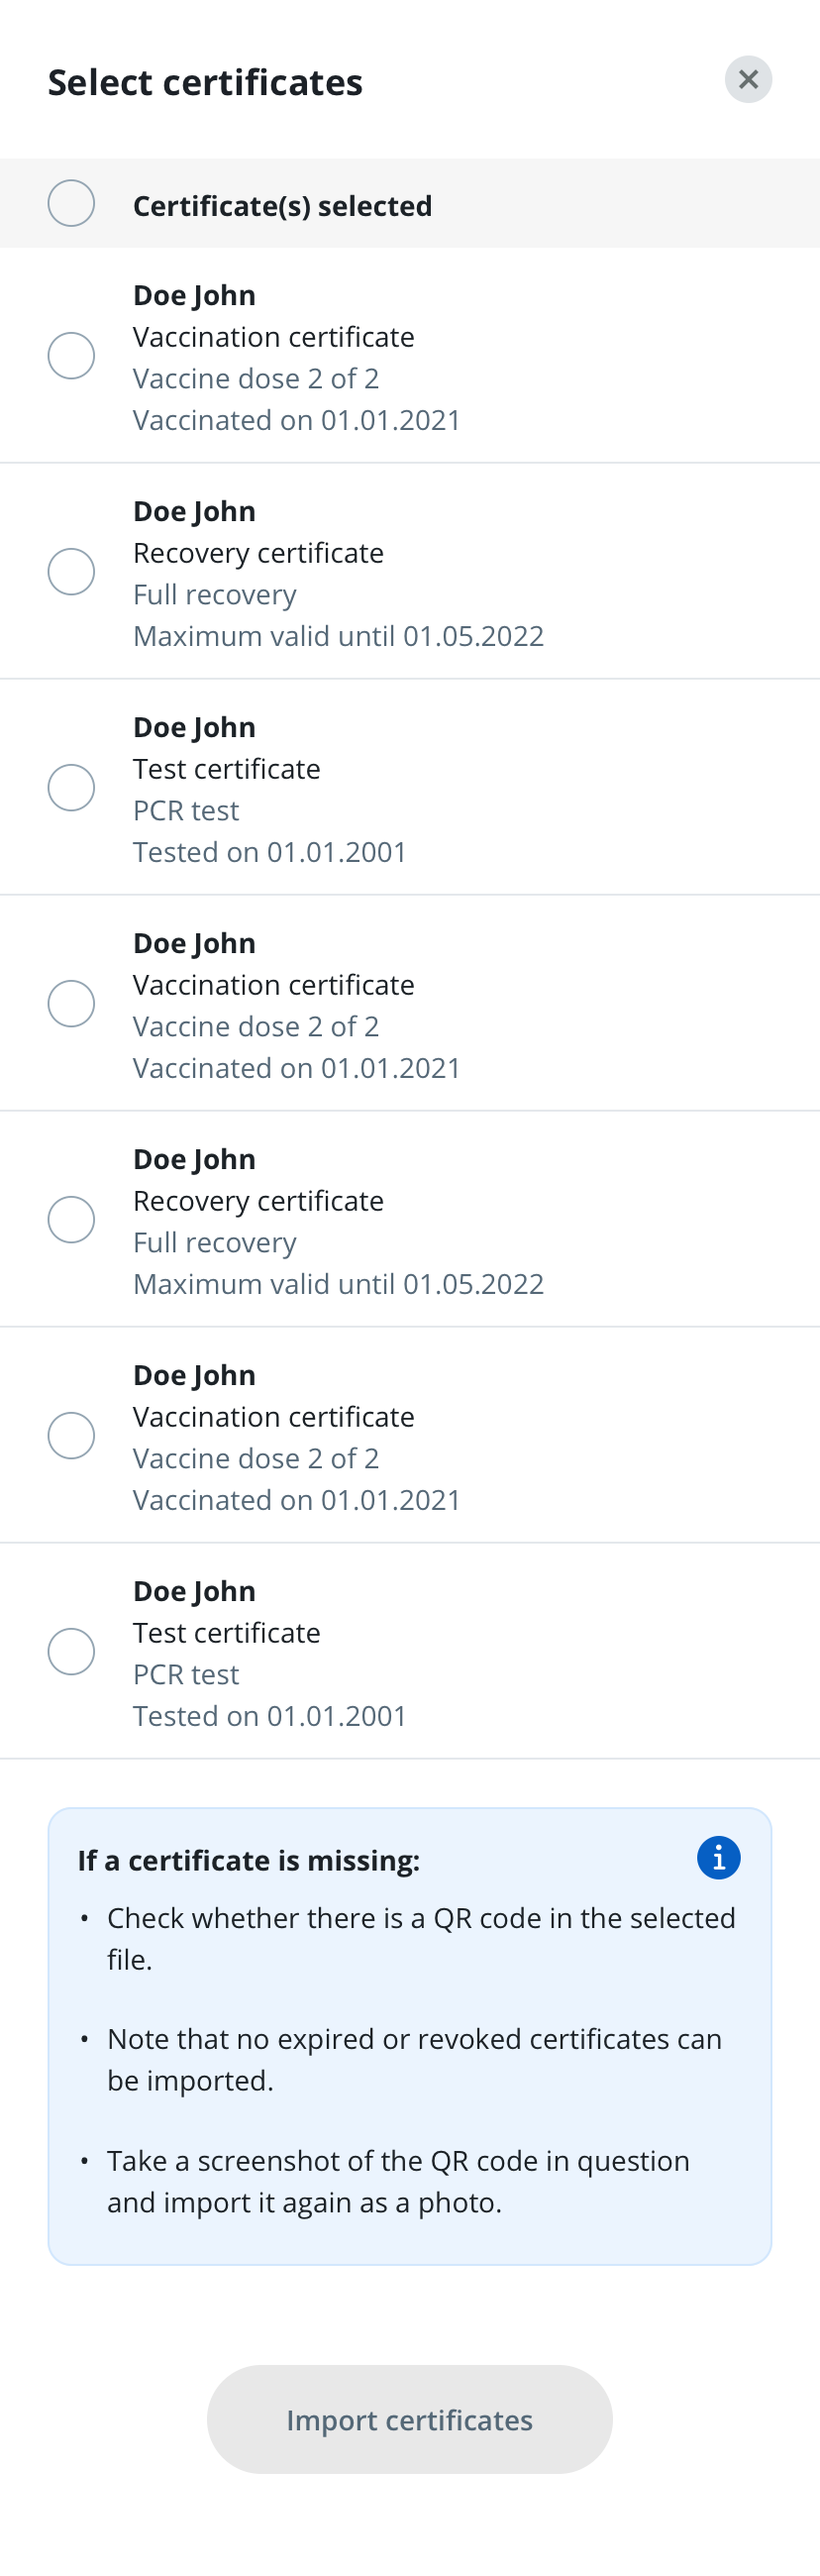 Select certificates
Certificate(s) selected
Doe John
Vaccination certificate
Vaccine dose 2 of 2
Vaccinated on 01.01.2021
Doe John
Recovery certificate
Full recovery
Maximum valid until 01.05.2022
Doe John
Test certificate
PCR test
Tested on 01.01.2001
Doe John
Vaccination certificate
Vaccine dose 2 of 2
Vaccinated on 01.01.2021
Doe John
Recovery certificate
Full recovery
Maximum valid until 01.05.2022
Doe John
Vaccination certificate
Vaccine dose 2 of 2
Vaccinated on 01.01.2021
Doe John
Test certificate
PCR test
Tested on 01.01.2001
If a certificate is missing:
• Check whether there is a QR code in the selected
file.
• Note that no expired or revoked certificates can
be imported.
• Take a screenshot of the QR code in question
and import it again as a photo.
Import certificates